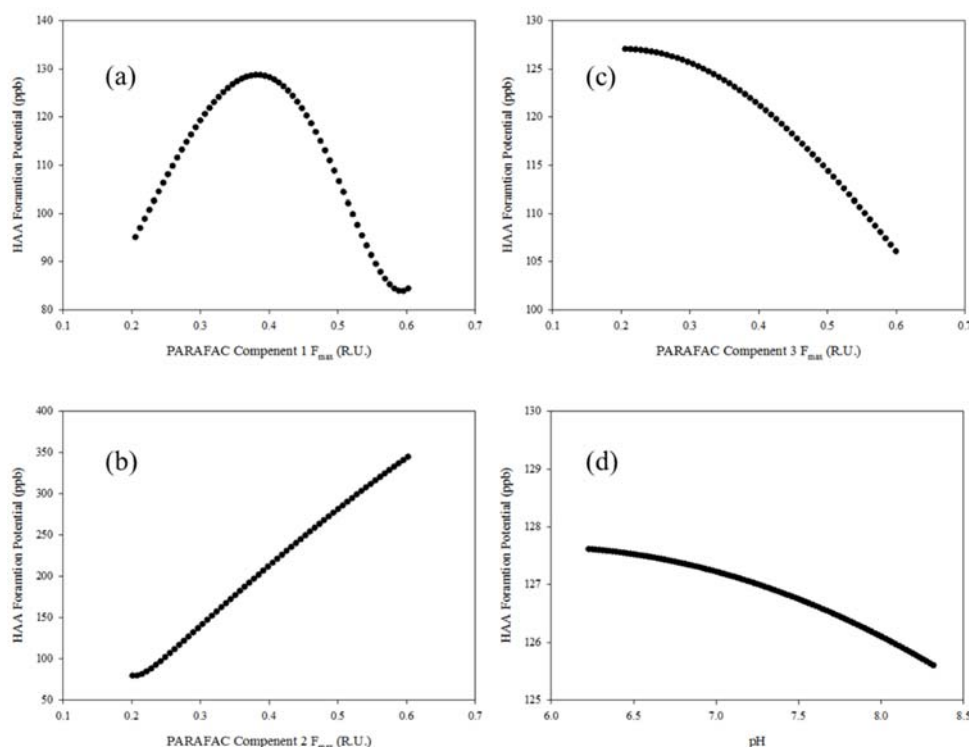 HAA Foramtion Potential (ppb)
140
130
120
110
100
90
80
(a)
0.1 0.2 0.3 0.4 0.5 0.6 0.7
PARAFAC Compenent 1 Fmax (R.U.)
HAA Foramtion Potential (ppb)
130
125
120
115
110
105
100
(c)
0.1 0.2 0.3 0.4 0.5 0.6 0.7
PARAFAC Compenent 3 Fmax (R.U.)
HAA Foramtion Potential (ppb)
400
350
300
250
200
150
100
50
(b)
0.1 0.2 0.3 0.4 0.5 0.6 0.7
PARAFAC Compenent 2 Fmax (R.U.)
HAA Foramtion Potential (ppb)
130
129
128
127
126
125
(d)
6.0 6.5 7.0 7.5 8.0 8.5
pH